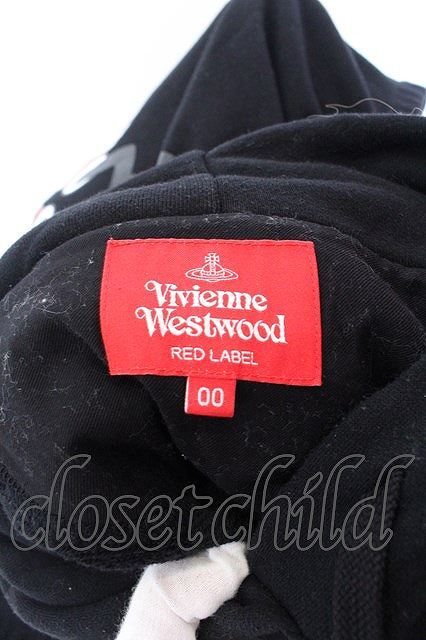 Vivienne
Westwood
RED LABEL
00
closetchild